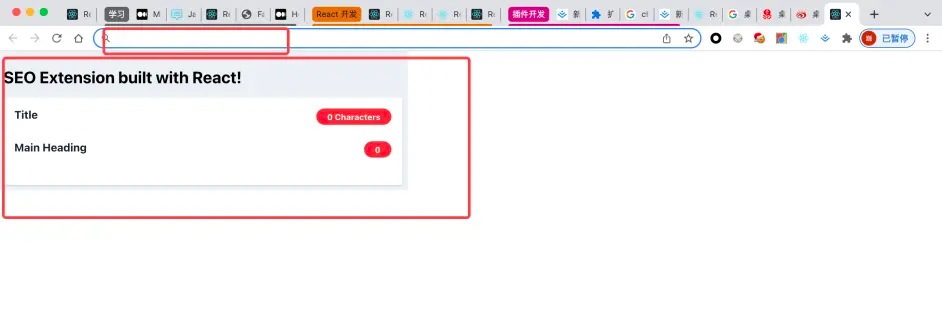 Re
学习
M
Ja
Re
Fa
H
React 开发
Re
Re
Re
Re
插件开发
新
扩
cl
新
Re
桌
桌
桌
已暂停
SEO Extension built with React!
Title
0 Characters
Main Heading
0